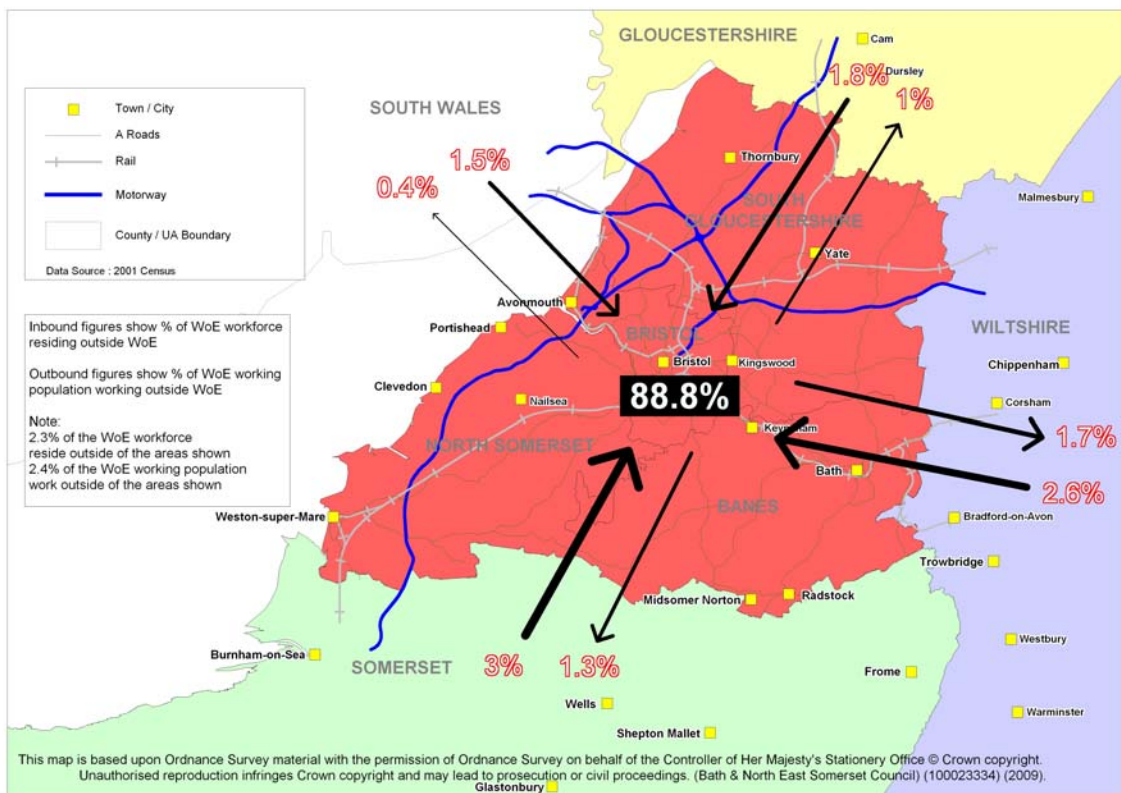 GLOUCESTERSHIRE
Cam
Dursley
1.8%
1%
SOUTH WALES
Town / City
A Roads
Rail
Motorway
County / UA Boundary
Data Source : 2001 Census
1.5%
0.4%
Thornbury
SOUTH
GLOUCESTERSHIRE
Malmesbury
Yate
Avonmouth
Portishead
BRISTOL
WILTSHIRE
Inbound figures show % of WoE workforce
residing outside WoE
Outbound figures show % of WoE working
population working outside WoE
Note:
2.3% of the WoE workforce
reside outside of the areas shown
2.4% of the WoE working population
work outside of the areas shown
Bristol
Kingswood
Chippenham
Clevedon
Nailsea
88.8%
Corsham
Keynsham
NORTH SOMERSET
1.7%
Bath
2.6%
BANES
Weston-super-Mare
Bradford-on-Avon
Trowbridge
Midsomer Norton
Radstock
Burnham-on-Sea
SOMERSET
3%
1.3%
Westbury
Frome
Wells
Warminster
Shepton Mallet
This map is based upon Ordnance Survey material with the permission of Ordnance Survey on behalf of the Controller of Her Majesty's Stationery Office © Crown copyright.
Unauthorised reproduction infringes Crown copyright and may lead to prosecution or civil proceedings. (Bath & North East Somerset Council) (100023334) (2009).
Glastonbury